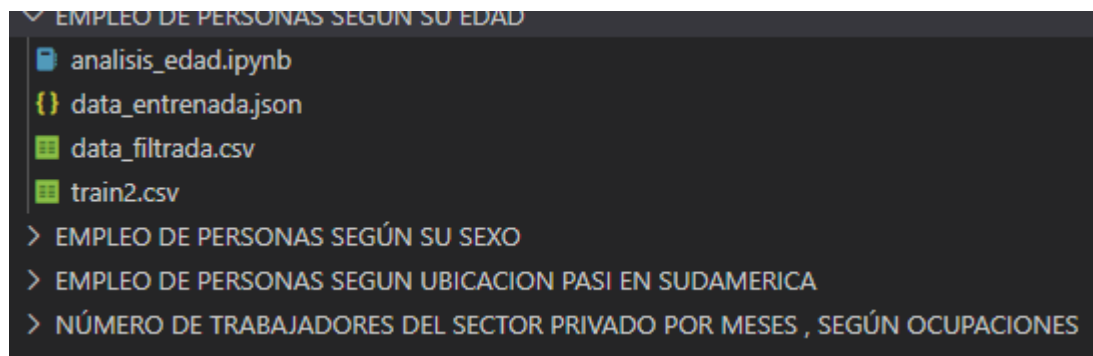 EMPLEO DE PERSONAS SEGÚN SU EDAD
analisis_edad.ipynb
{} data_entrenada.json
data_filtrada.csv
train2.csv
> EMPLEO DE PERSONAS SEGÚN SU SEXO
> EMPLEO DE PERSONAS SEGUN UBICACION PASI EN SUDAMERICA
> NÚMERO DE TRABAJADORES DEL SECTOR PRIVADO POR MESES , SEGÚN OCUPACIONES